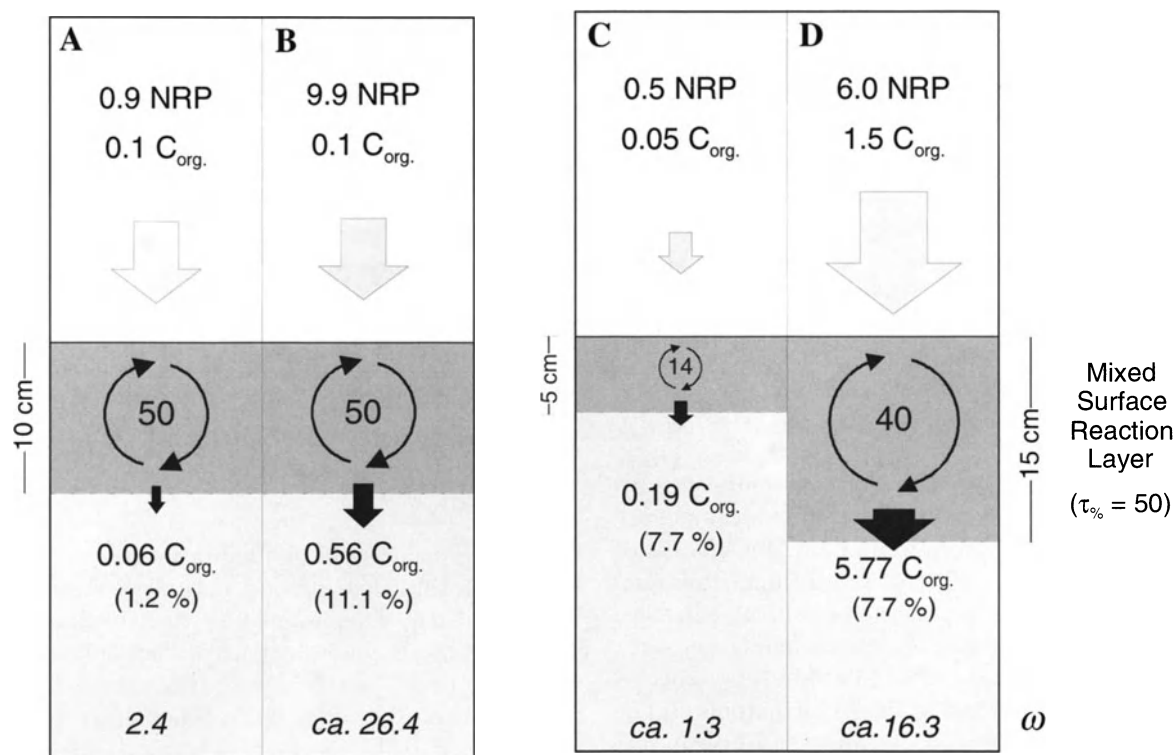 A
B
0.9 NRP
9.9 NRP
0.1 Corg.
0.1 Corg.
10 cm
50
50
0.06 Corg.
0.56 Corg.
(1.2 %)
(11.1 %)
2.4
ca. 26.4
C
D
0.5 NRP
6.0 NRP
0.05 Corg.
1.5 Corg.
5 cm
14
40
15 cm
Mixed
Surface
Reaction
Layer
(τ% = 50)
0.19 Corg.
(7.7 %)
5.77 Corg.
(7.7 %)
ca. 1.3
ca. 16.3
ω